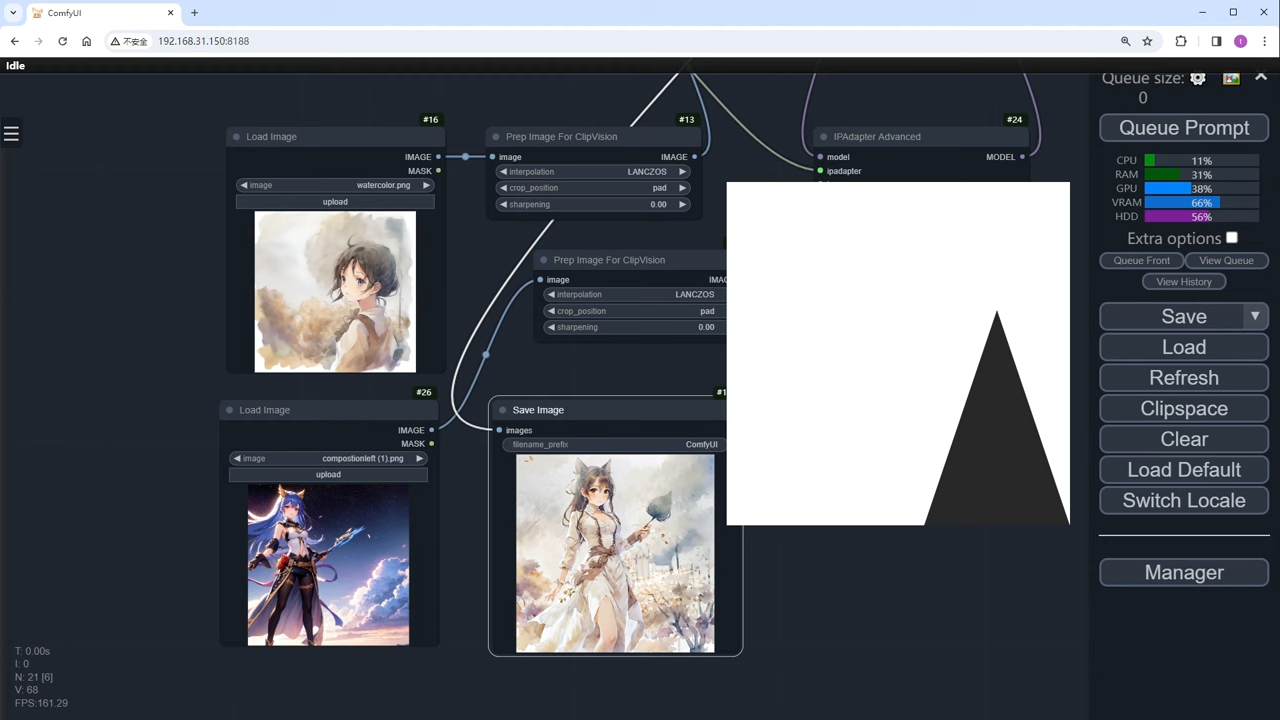 ComfyUI
不安全
192.168.31.150:8188
Idle
Queue size:
0
Queue Prompt
CPU 11%
RAM 31%
GPU 38%
VRAM 66%
HDD 56%
Extra options
Queue Front
View Queue
View History
Save
Load
Refresh
Clipspace
Clear
Load Default
Switch Locale
Manager
#16
Load Image
IMAGE
MASK
image watercolor.png
upload
#13
Prep Image For ClipVision
image IMAGE
interpolation LANCZOS
crop_position pad
sharpening 0.00
#24
IPAdapter Advanced
model MODEL
ipadapter
Prep Image For ClipVision
image
interpolation LANCZOS
crop_position pad
sharpening 0.00
#26
Load Image
IMAGE
MASK
image compostionleft (1).png
upload
Save Image
images
filename_prefix ComfyUI
T: 0.00s
I: 0
N: 21 [6]
V: 68
FPS:161.29